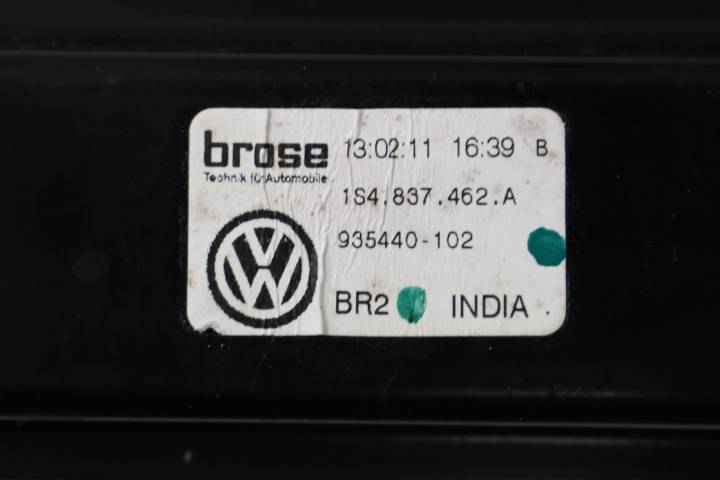 brose 13:02:11 16:39 B
Technik für Automobile
1S4.837.462.A
935440-102
BR2 INDIA .